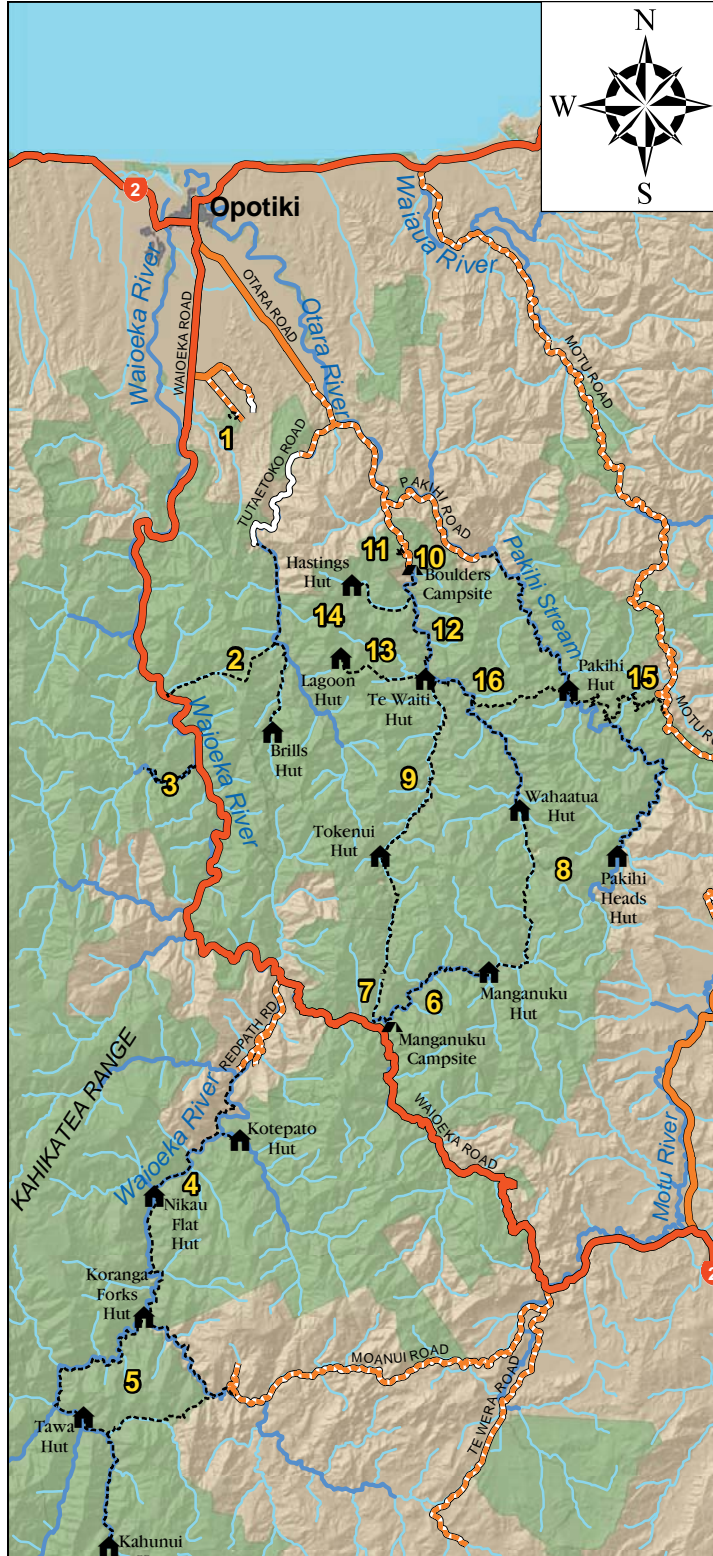 N
W
E
S
2
Opotiki
Waiaua River
Waioeka River
WAIOEKA ROAD
OTARA ROAD
Otara River
MOTU ROAD
1
TUTAETOKO ROAD
PAKIHI ROAD
11
10
Hastings
Hut
Boulders
Campsite
Pakihi Stream
14
12
2
13
Lagoon
Hut
Te Waiti
Hut
16
Pakihi
Hut
15
MOTU R
Waioeka River
Brills
Hut
3
9
Wahaatua
Hut
Tokenui
Hut
8
Pakihi
Heads
Hut
7
6
Manganuku
Hut
Manganuku
Campsite
REDPATH RD
KAHIKATEA RANGE
Waioeka River
Kotepato
Hut
WAIOEKA ROAD
Motu River
4
Nikau
Flat
Hut
2
Koranga
Forks
Hut
MOANUI ROAD
5
TE WERA ROAD
Tawa
Hut
Kahunui